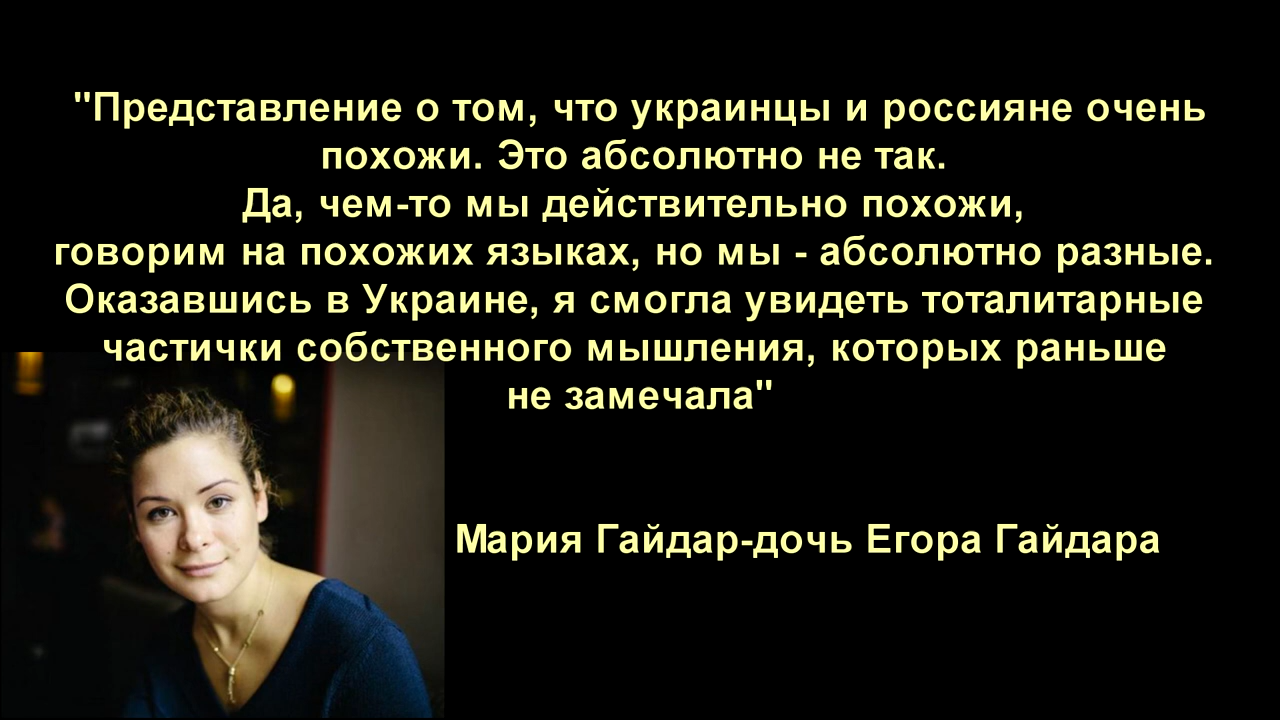 "Представление о том, что украинцы и россияне очень
похожи. Это абсолютно не так.
Да, чем-то мы действительно похожи,
говорим на похожих языках, но мы - абсолютно разные.
Оказавшись в Украине, я смогла увидеть тоталитарные
частички собственного мышления, которых раньше
не замечала"
Мария Гайдар-дочь Егора Гайдара